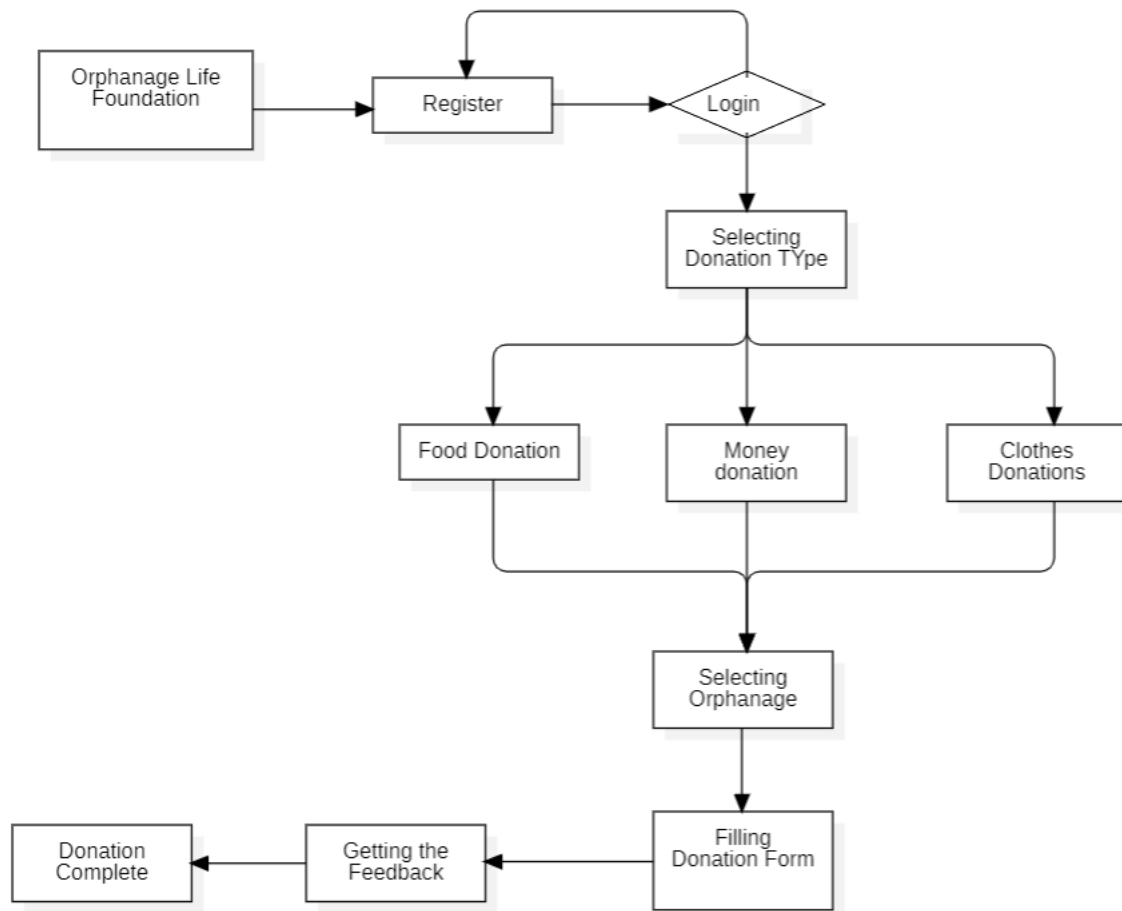 Orphanage Life
Foundation
Register
Login
Selecting
Donation TYpe
Food Donation
Money
donation
Clothes
Donations
Selecting
Orphanage
Filling
Donation Form
Getting the
Feedback
Donation
Complete